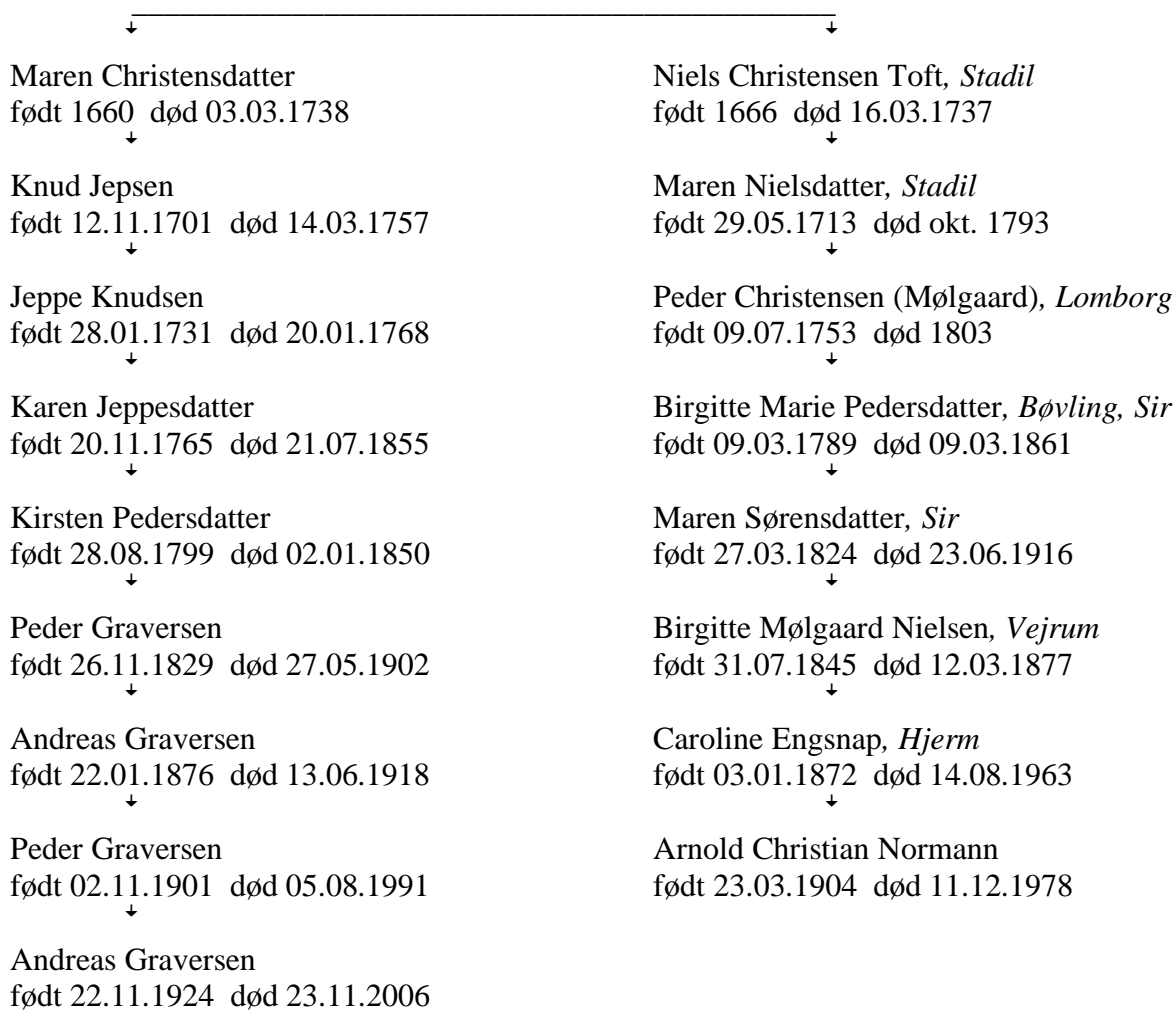 Maren Christensdatter
født 1660 død 03.03.1738
Knud Jepsen
født 12.11.1701 død 14.03.1757
Jeppe Knudsen
født 28.01.1731 død 20.01.1768
Karen Jeppesdatter
født 20.11.1765 død 21.07.1855
Kirsten Pedersdatter
født 28.08.1799 død 02.01.1850
Peder Graversen
født 26.11.1829 død 27.05.1902
Andreas Graversen
født 22.01.1876 død 13.06.1918
Peder Graversen
født 02.11.1901 død 05.08.1991
Andreas Graversen
født 22.11.1924 død 23.11.2006
Niels Christensen Toft, Stadil
født 1666 død 16.03.1737
Maren Nielsdatter, Stadil
født 29.05.1713 død okt. 1793
Peder Christensen (Mølgaard), Lomborg
født 09.07.1753 død 1803
Birgitte Marie Pedersdatter, Bøvling, Sir
født 09.03.1789 død 09.03.1861
Maren Sørensdatter, Sir
født 27.03.1824 død 23.06.1916
Birgitte Mølgaard Nielsen, Vejrum
født 31.07.1845 død 12.03.1877
Caroline Engsnap, Hjerm
født 03.01.1872 død 14.08.1963
Arnold Christian Normann
født 23.03.1904 død 11.12.1978